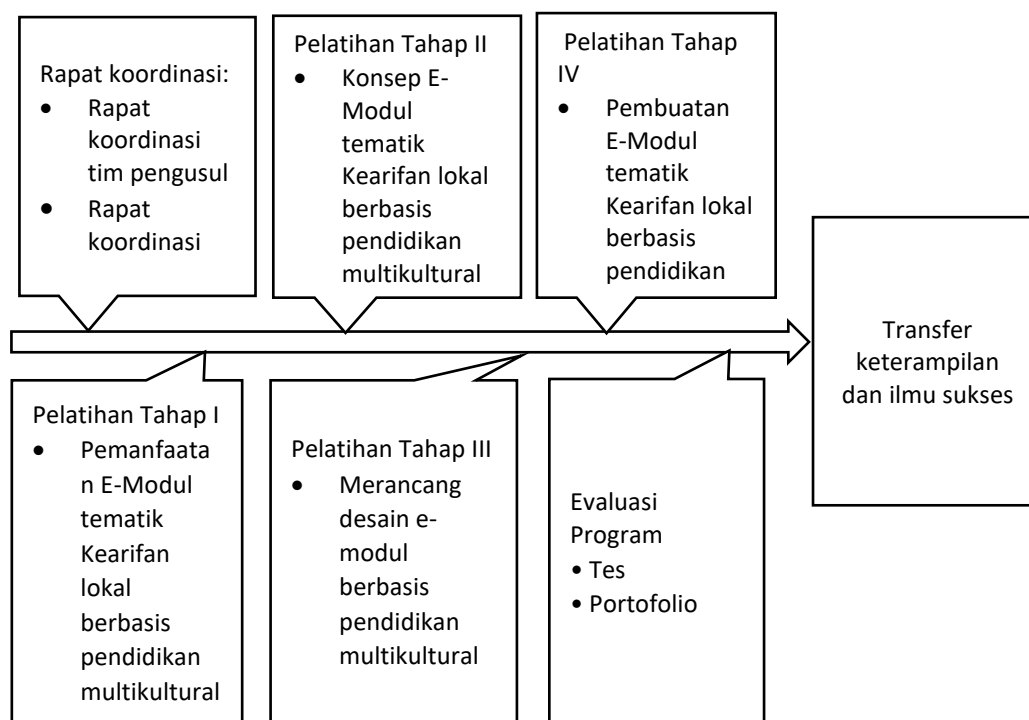 Rapat koordinasi:
• Rapat
koordinasi
tim pengusul
• Rapat
koordinasi
Pelatihan Tahap II
• Konsep E-
Modul
tematik
Kearifan lokal
berbasis
pendidikan
multikultural
Pelatihan Tahap
IV
• Pembuatan
E-Modul
tematik
Kearifan lokal
berbasis
pendidikan
Pelatihan Tahap I
• Pemanfaata
n E-Modul
tematik
Kearifan
lokal
berbasis
pendidikan
multikultural
Pelatihan Tahap III
• Merancang
desain e-
modul
berbasis
pendidikan
multikultural
Evaluasi
Program
• Tes
• Portofolio
Transfer
keterampilan
dan ilmu sukses